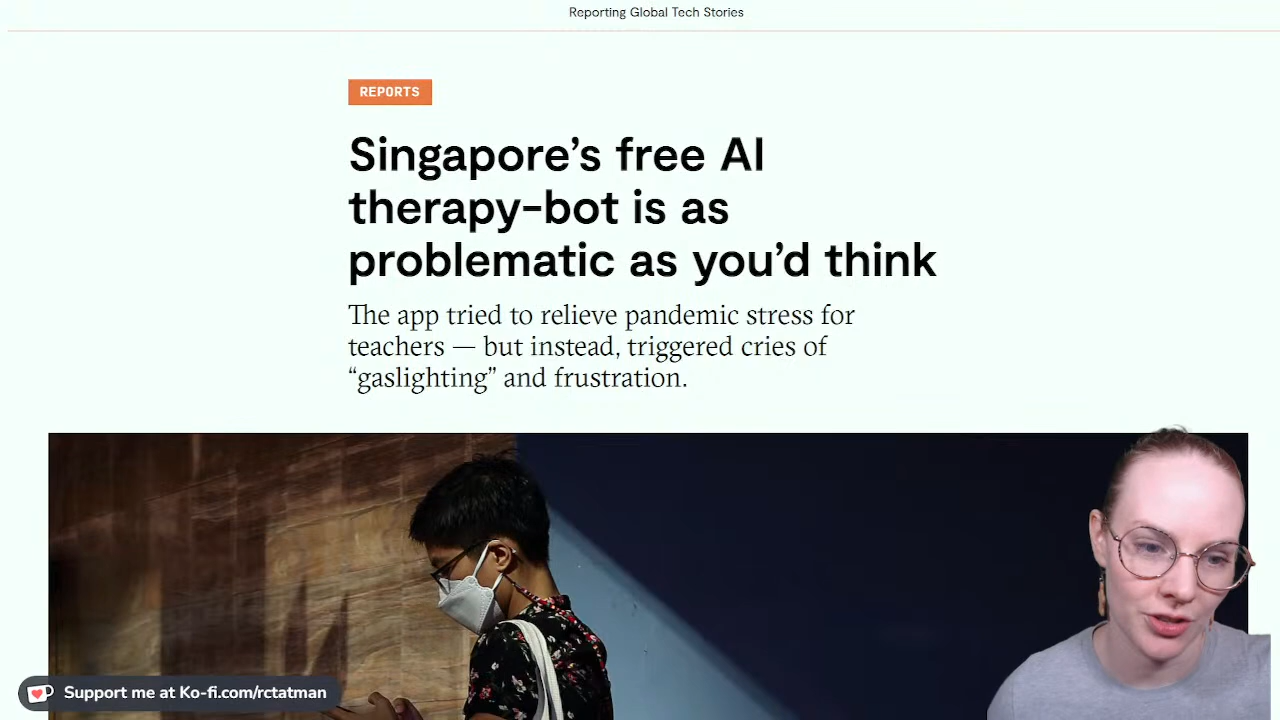 Reporting Global Tech Stories
REPORTS
Singapore’s free AI
therapy-bot is as
problematic as you’d think
The app tried to relieve pandemic stress for
teachers — but instead, triggered cries of
“gaslighting” and frustration.
Support me at Ko-fi.com/rctatman